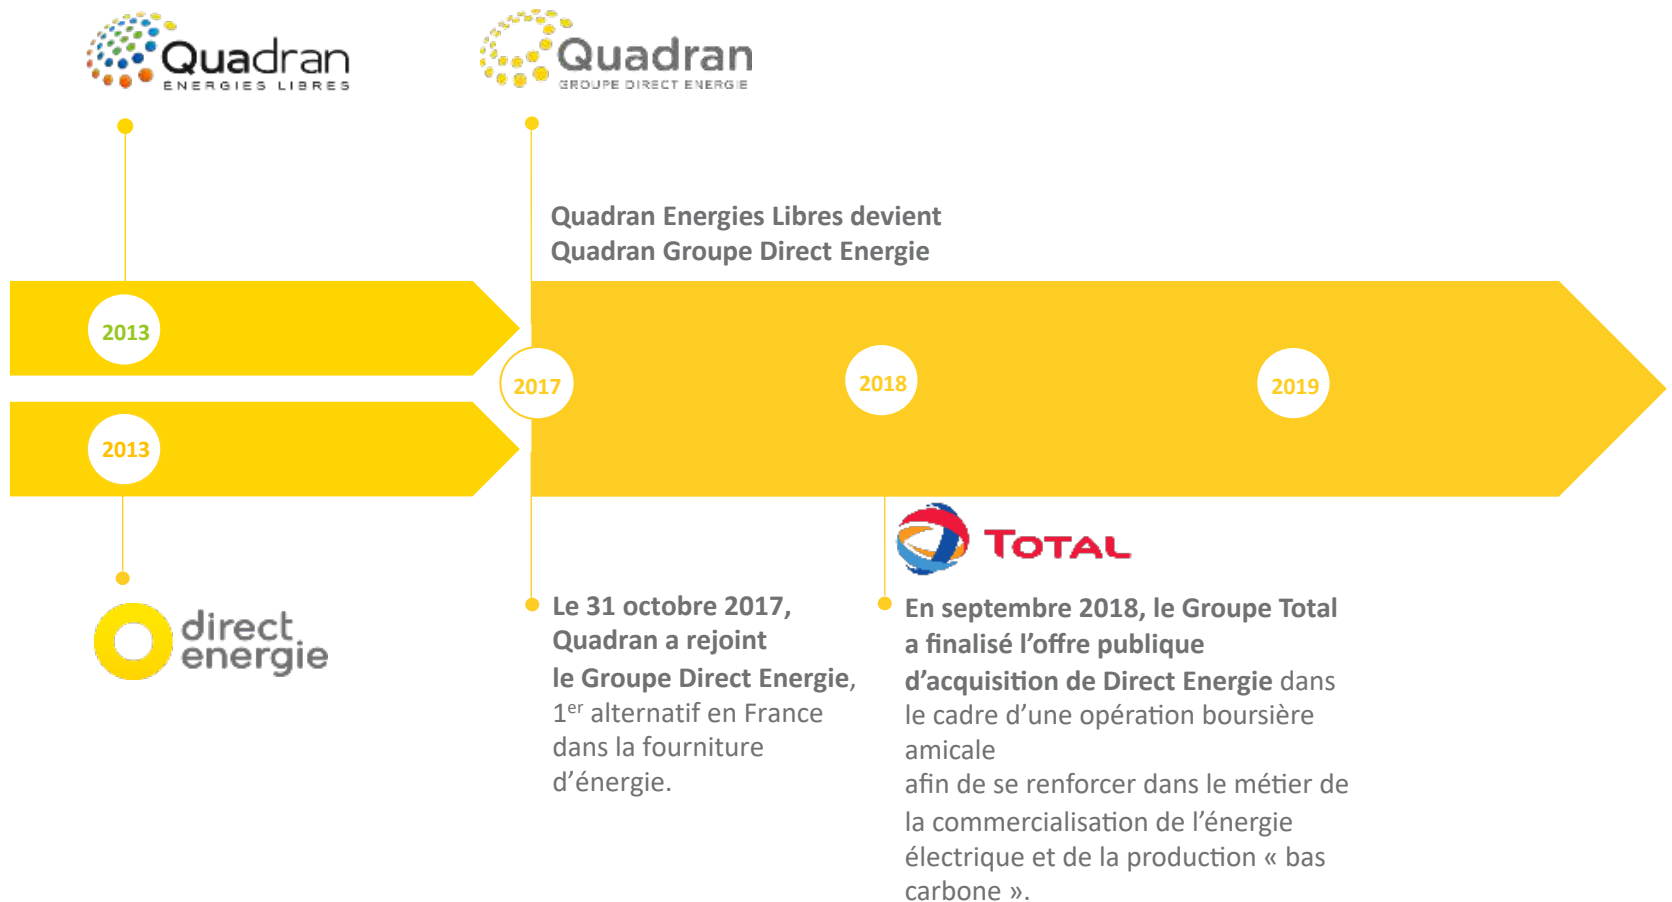 Quadran
ENERGIES LIBRES
Quadran
GROUPE DIRECT ENERGIE
Quadran Energies Libres devient
Quadran Groupe Direct Energie
2013
2017
2018
2019
2013
direct
energie
Le 31 octobre 2017,
Quadran a rejoint
le Groupe Direct Energie,
1er alternatif en France
dans la fourniture
d’énergie.
TOTAL
En septembre 2018, le Groupe Total
a finalisé l’offre publique
d’acquisition de Direct Energie dans
le cadre d’une opération boursière
amicale
afin de se renforcer dans le métier de
la commercialisation de l’énergie
électrique et de la production « bas
carbone ».